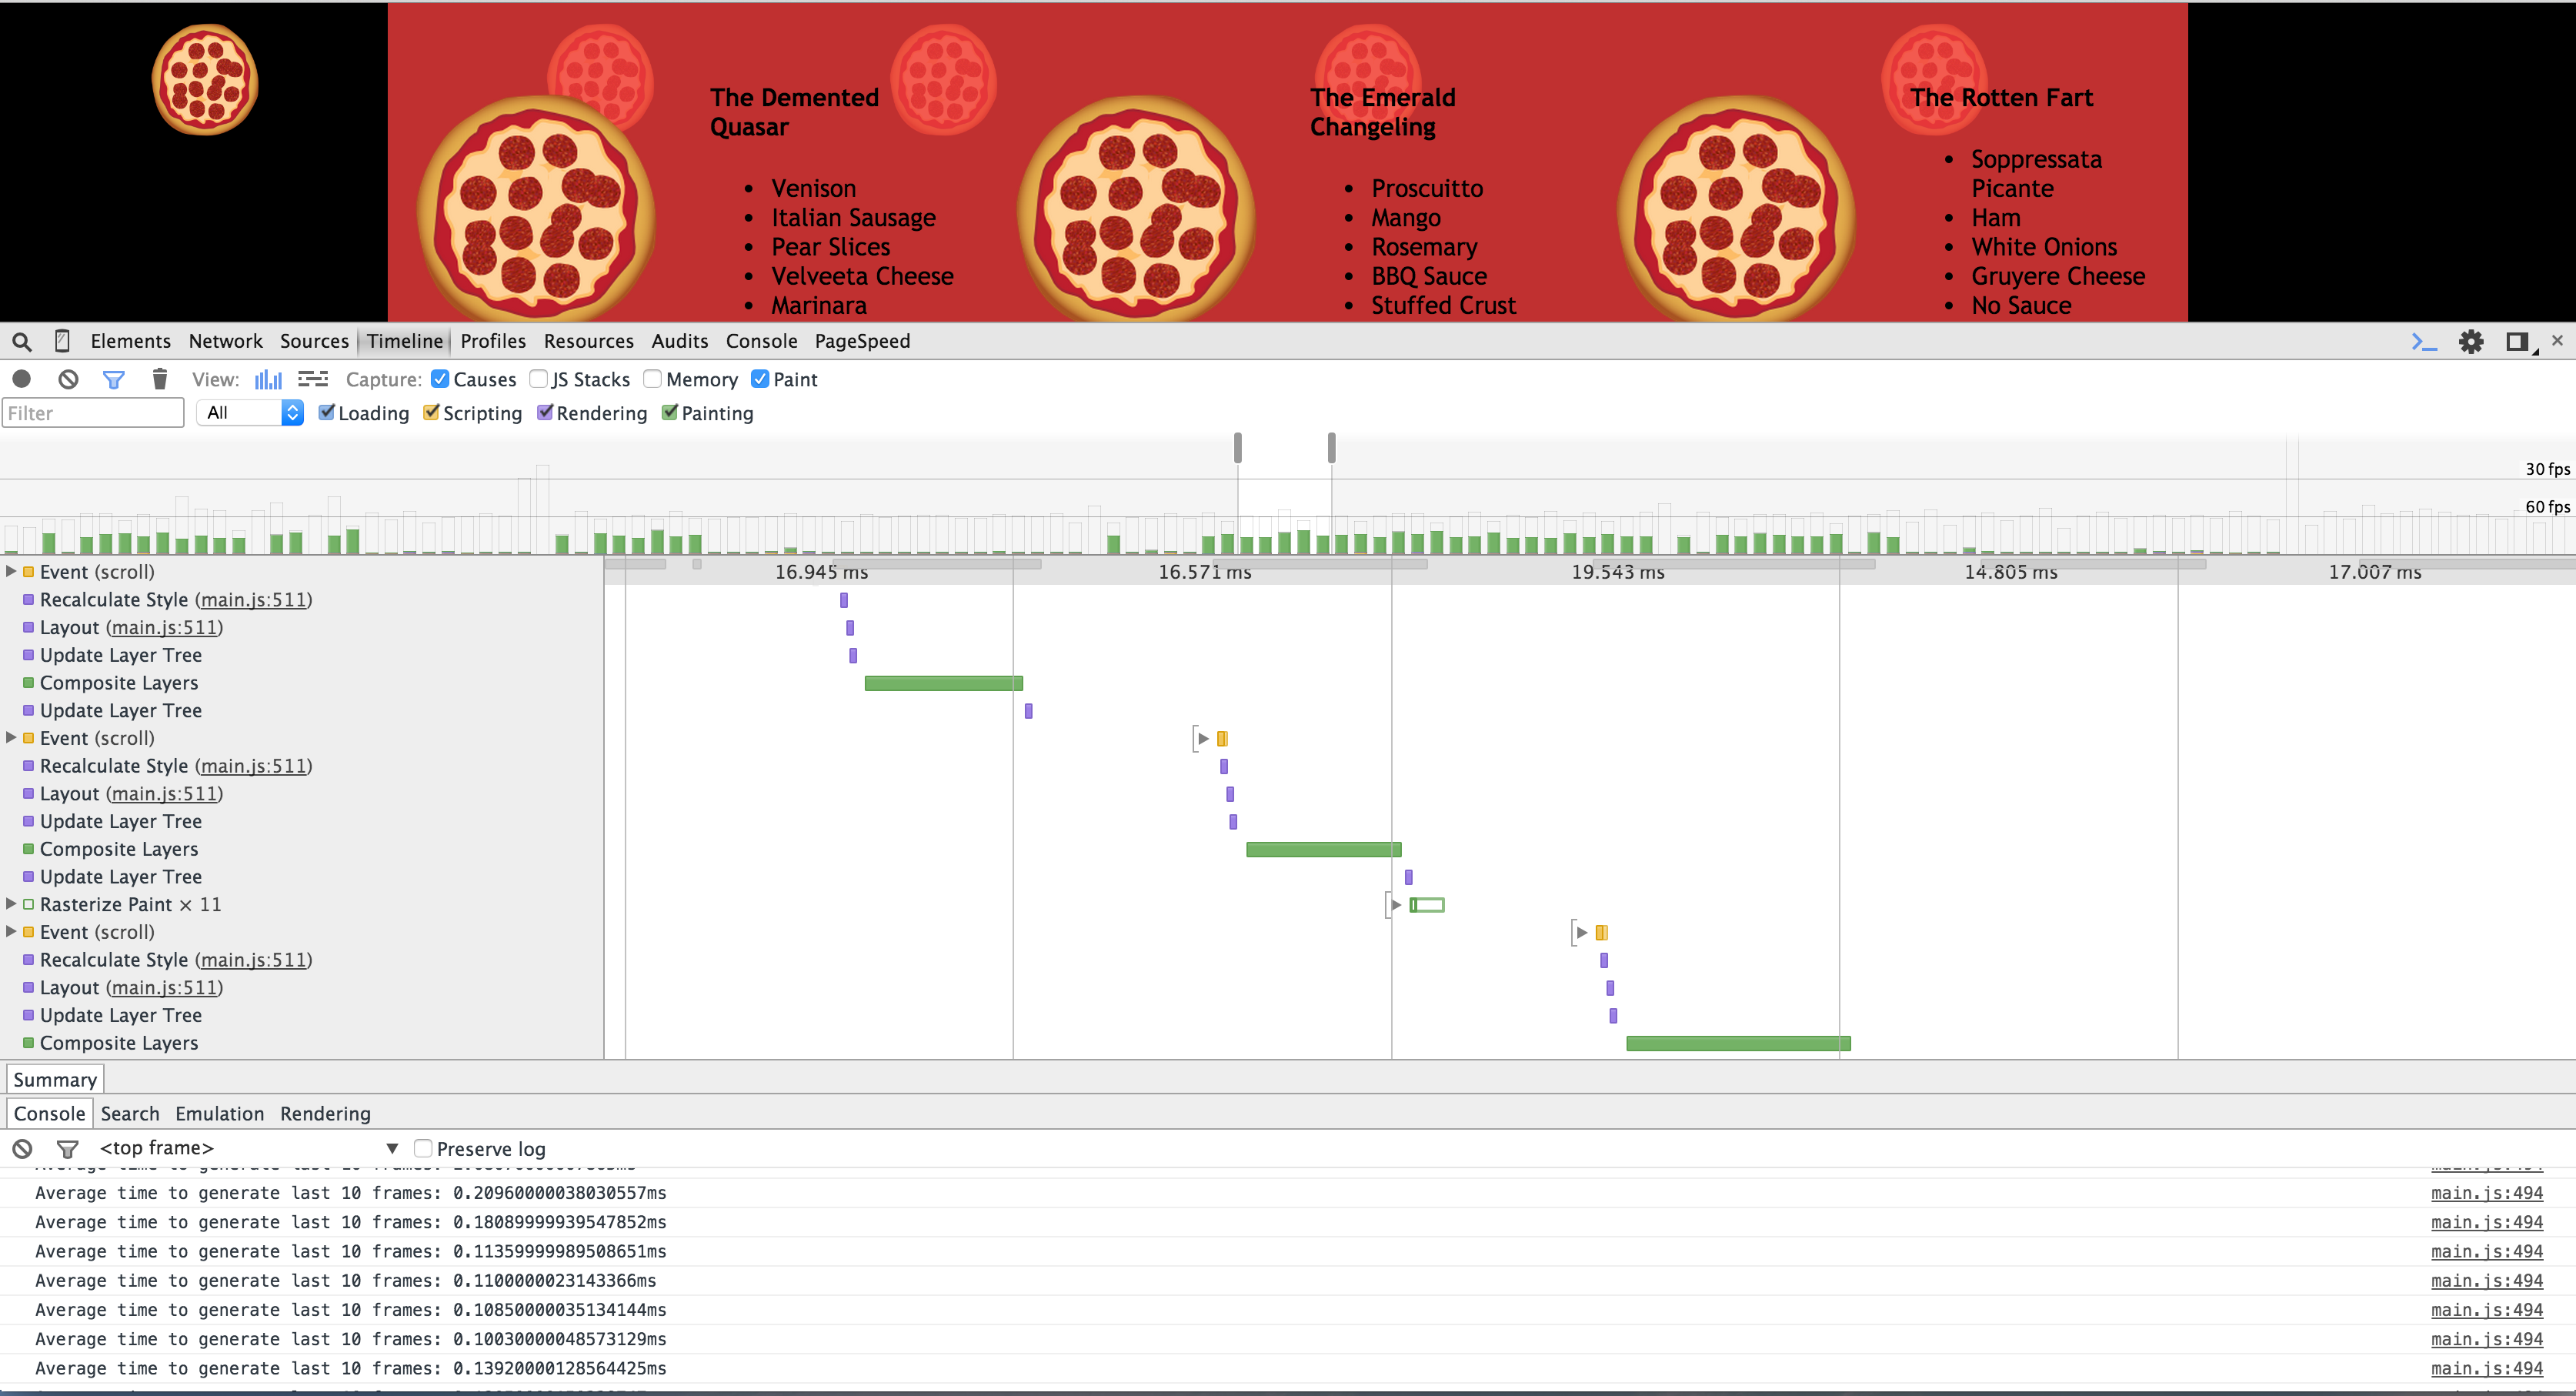 The Demented
Quasar
Venison
Italian Sausage
Pear Slices
Velveeta Cheese
Marinara
The Emerald
Changeling
Proscuitto
Mango
Rosemary
BBQ Sauce
Stuffed Crust
The Rotten Fart
Soppressata
Picante
Ham
White Onions
Gruyere Cheese
No Sauce
Elements Network Sources Timeline Profiles Resources Audits Console PageSpeed
View: Capture: Causes JS Stacks Memory Paint
Filter All Loading Scripting Rendering Painting
30 fps
60 fps
16.945 ms 16.571 ms 19.543 ms 14.805 ms 17.007 ms
Event (scroll)
Recalculate Style (main.js:511)
Layout (main.js:511)
Update Layer Tree
Composite Layers
Update Layer Tree
Event (scroll)
Recalculate Style (main.js:511)
Layout (main.js:511)
Update Layer Tree
Composite Layers
Update Layer Tree
Rasterize Paint × 11
Event (scroll)
Recalculate Style (main.js:511)
Layout (main.js:511)
Update Layer Tree
Composite Layers
Summary
Console Search Emulation Rendering
<top frame> Preserve log
Average time to generate last 10 frames: 0.20960000038030557ms main.js:494
Average time to generate last 10 frames: 0.18089999939547852ms main.js:494
Average time to generate last 10 frames: 0.11359999989508651ms main.js:494
Average time to generate last 10 frames: 0.1100000023143366ms main.js:494
Average time to generate last 10 frames: 0.10850000035134144ms main.js:494
Average time to generate last 10 frames: 0.10030000048573129ms main.js:494
Average time to generate last 10 frames: 0.13920000128564425ms main.js:494